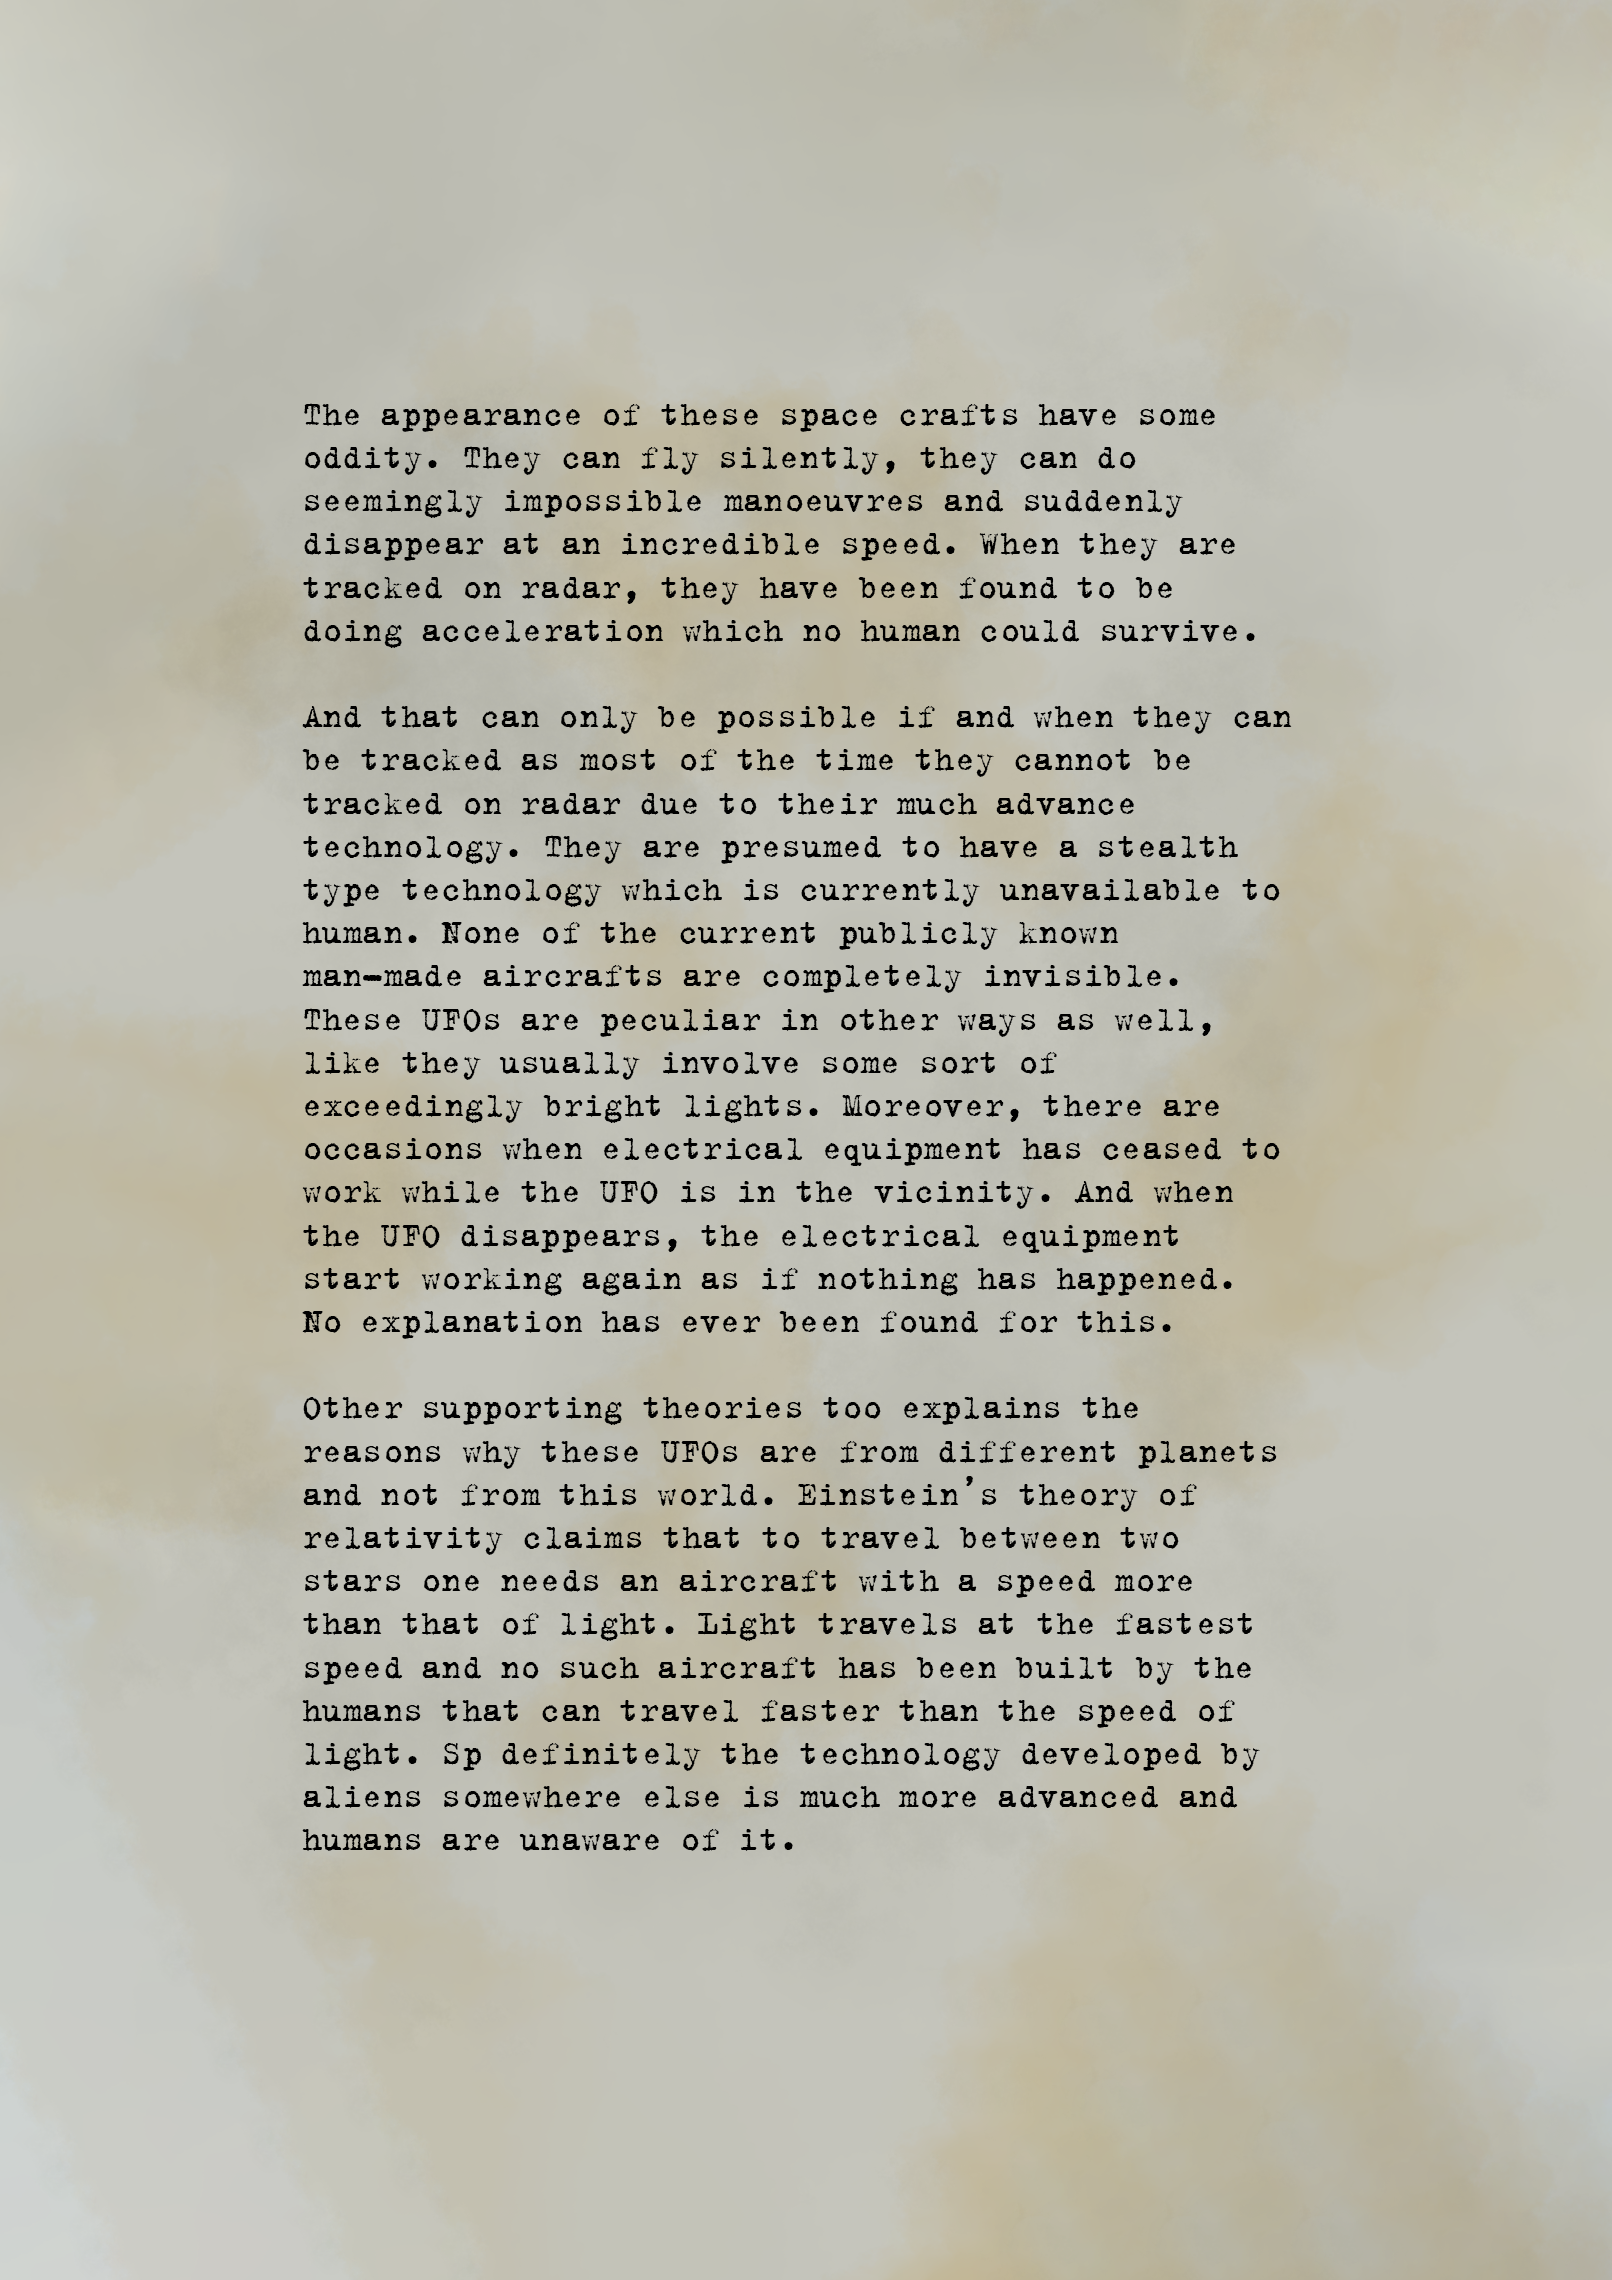 The appearance of these space crafts have some
oddity. They can fly silently, they can do
seemingly impossible manoeuvres and suddenly
disappear at an incredible speed. When they are
tracked on radar, they have been found to be
doing acceleration which no human could survive.
And that can only be possible if and when they can
be tracked as most of the time they cannot be
tracked on radar due to their much advance
technology. They are presumed to have a stealth
type technology which is currently unavailable to
human. None of the current publicly known
man-made aircrafts are completely invisible.
These UFOs are peculiar in other ways as well,
like they usually involve some sort of
exceedingly bright lights. Moreover, there are
occasions when electrical equipment has ceased to
work while the UFO is in the vicinity. And when
the UFO disappears, the electrical equipment
start working again as if nothing has happened.
No explanation has ever been found for this.
Other supporting theories too explains the
reasons why these UFOs are from different planets
and not from this world. Einstein's theory of
relativity claims that to travel between two
stars one needs an aircraft with a speed more
than that of light. Light travels at the fastest
speed and no such aircraft has been built by the
humans that can travel faster than the speed of
light. Sp definitely the technology developed by
aliens somewhere else is much more advanced and
humans are unaware of it.